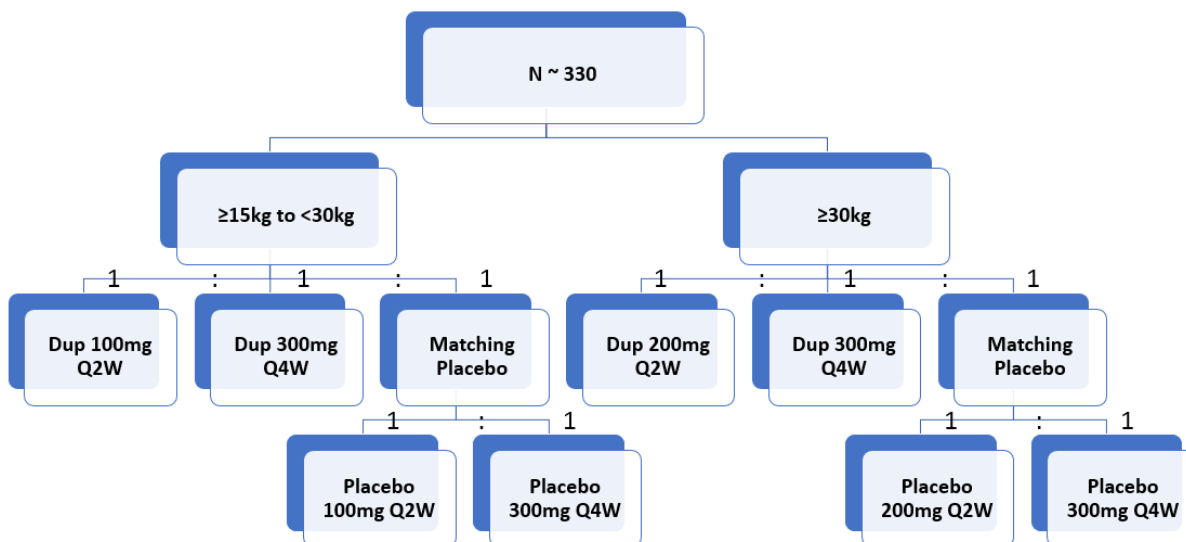 N ~ 330
≥15kg to <30kg
≥30kg
1 : 1 : 1
1 : 1 : 1
Dup 100mg
Q2W
Dup 300mg
Q4W
Matching
Placebo
Dup 200mg
Q2W
Dup 300mg
Q4W
Matching
Placebo
1 : 1
1 : 1
Placebo
100mg Q2W
Placebo
300mg Q4W
Placebo
200mg Q2W
Placebo
300mg Q4W